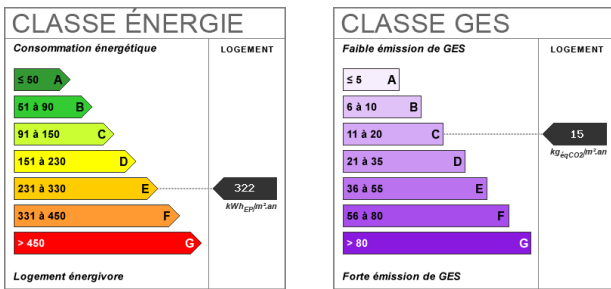 CLASSE ÉNERGIE
Consommation énergétique
LOGEMENT
≤ 50 A
51 à 90 B
91 à 150 C
151 à 230 D
231 à 330 E
322
kWhEP/m².an
331 à 450 F
> 450 G
Logement énergivore
CLASSE GES
Faible émission de GES
LOGEMENT
≤ 5 A
6 à 10 B
11 à 20 C
15
kgéqCO2/m².an
21 à 35 D
36 à 55 E
56 à 80 F
> 80 G
Forte émission de GES